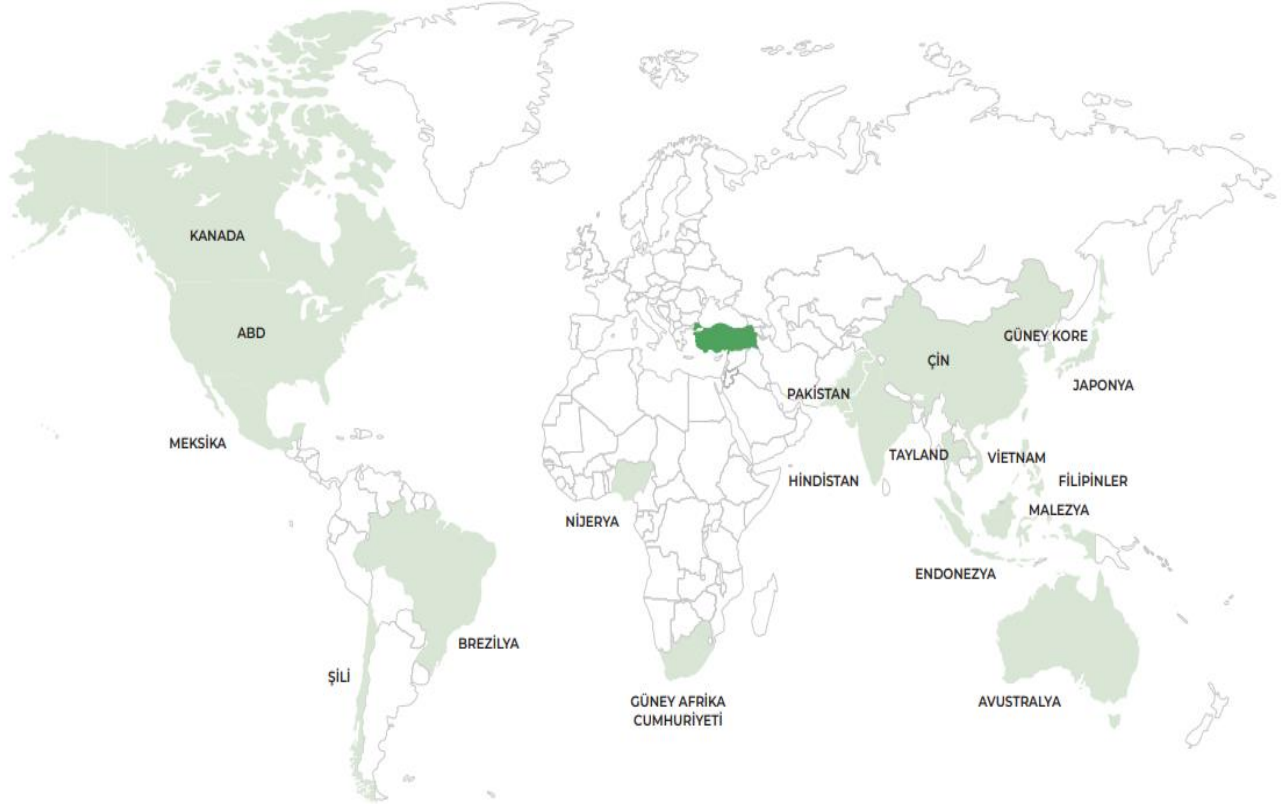 KANADA
ABD
GÜNEY KORE
ÇİN
JAPONYA
PAKİSTAN
MEKSİKA
TAYLAND
VİETNAM
HİNDİSTAN
FİLİPİNLER
MALEZYA
NİJERYA
ENDONEZYA
BREZİLYA
ŞİLİ
GÜNEY AFRİKA
CUMHURİYETİ
AVUSTRALYA